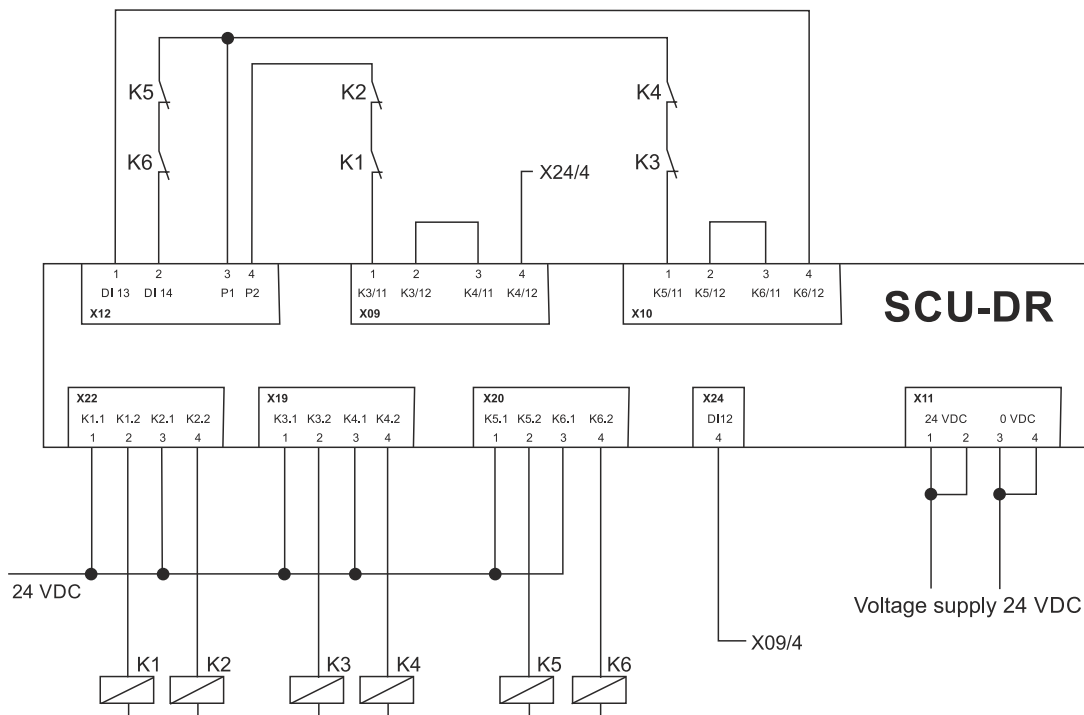 K5
K2
K4
K6
K1
K3
X24/4
1 2 3 4
DI 13 DI 14 P1 P2
X12
1 2 3 4
K3/11 K3/12 K4/11 K4/12
X09
1 2 3 4
K5/11 K5/12 K6/11 K6/12
X10
SCU-DR
X22
K1.1 K1.2 K2.1 K2.2
1 2 3 4
X19
K3.1 K3.2 K4.1 K4.2
1 2 3 4
X20
K5.1 K5.2 K6.1 K6.2
1 2 3 4
X24
DI12
4
X11
24 VDC 0 VDC
1 2 3 4
24 VDC
Voltage supply 24 VDC
X09/4
K1 K2 K3 K4 K5 K6